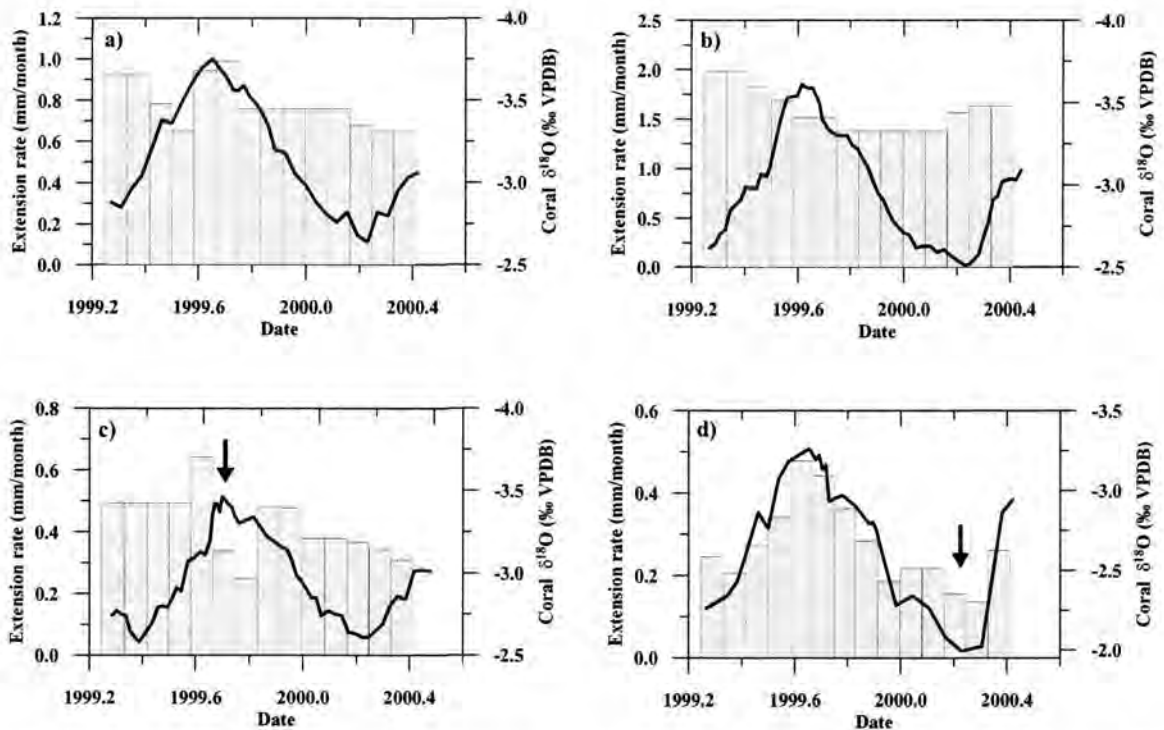 a)
Extension rate (mm/month)
1.2
1.0
0.8
0.6
0.4
0.2
0.0
-4.0
-3.5
-3.0
-2.5
Coral δ¹⁸O (‰ VPDB)
1999.2 1999.6 2000.0 2000.4
Date
b)
Extension rate (mm/month)
2.5
2.0
1.5
1.0
0.5
0.0
-4.0
-3.5
-3.0
-2.5
Coral δ¹⁸O (‰ VPDB)
1999.2 1999.6 2000.0 2000.4
Date
c)
Extension rate (mm/month)
0.8
0.6
0.4
0.2
0.0
-4.0
-3.5
-3.0
-2.5
Coral δ¹⁸O (‰ VPDB)
1999.2 1999.6 2000.0 2000.4
Date
d)
Extension rate (mm/month)
0.6
0.4
0.2
0.0
-3.5
-3.0
-2.5
-2.0
Coral δ¹⁸O (‰ VPDB)
1999.2 1999.6 2000.0 2000.4
Date